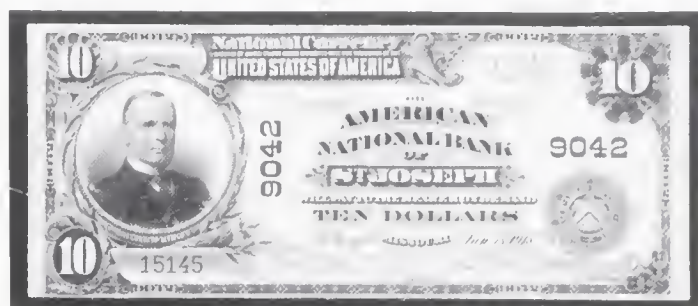 10
National Currency
UNITED STATES OF AMERICA
10
THE
AMERICAN
NATIONAL BANK
OF
ST. JOSEPH
9042
9042
TEN DOLLARS
MISSOURI
10
15145